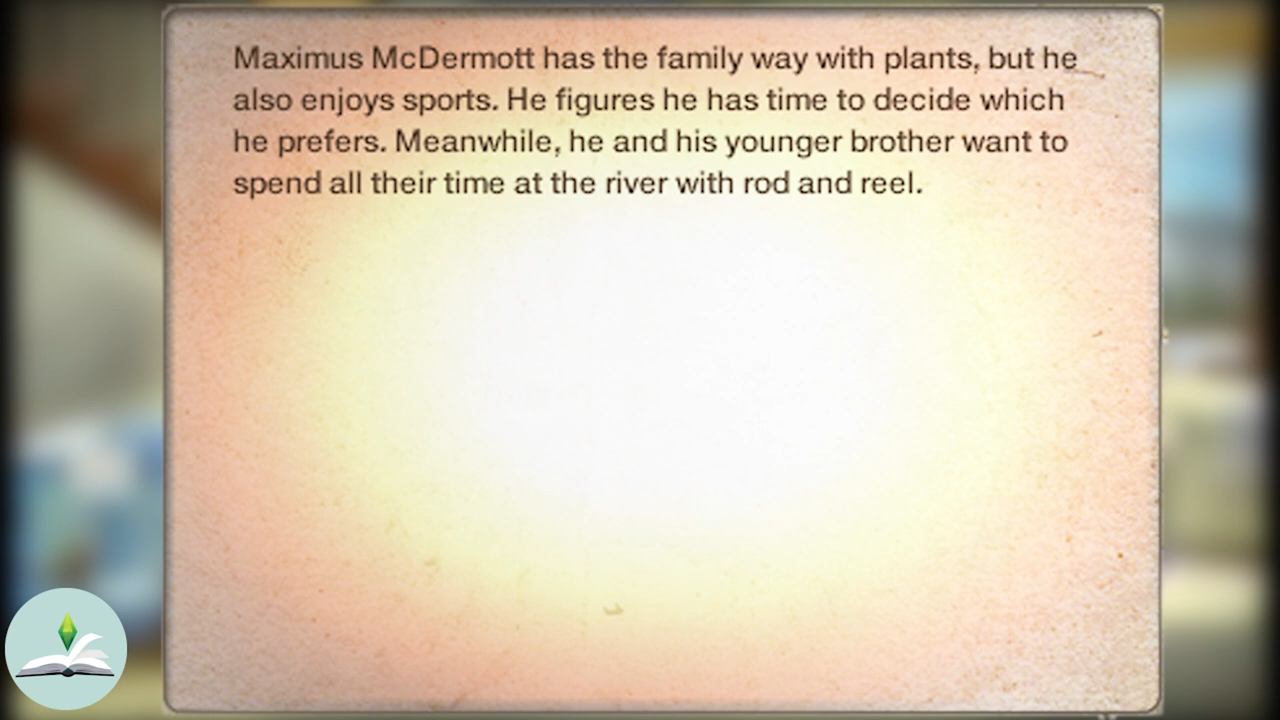 Maximus McDermott has the family way with plants, but he
also enjoys sports. He figures he has time to decide which
he prefers. Meanwhile, he and his younger brother want to
spend all their time at the river with rod and reel.